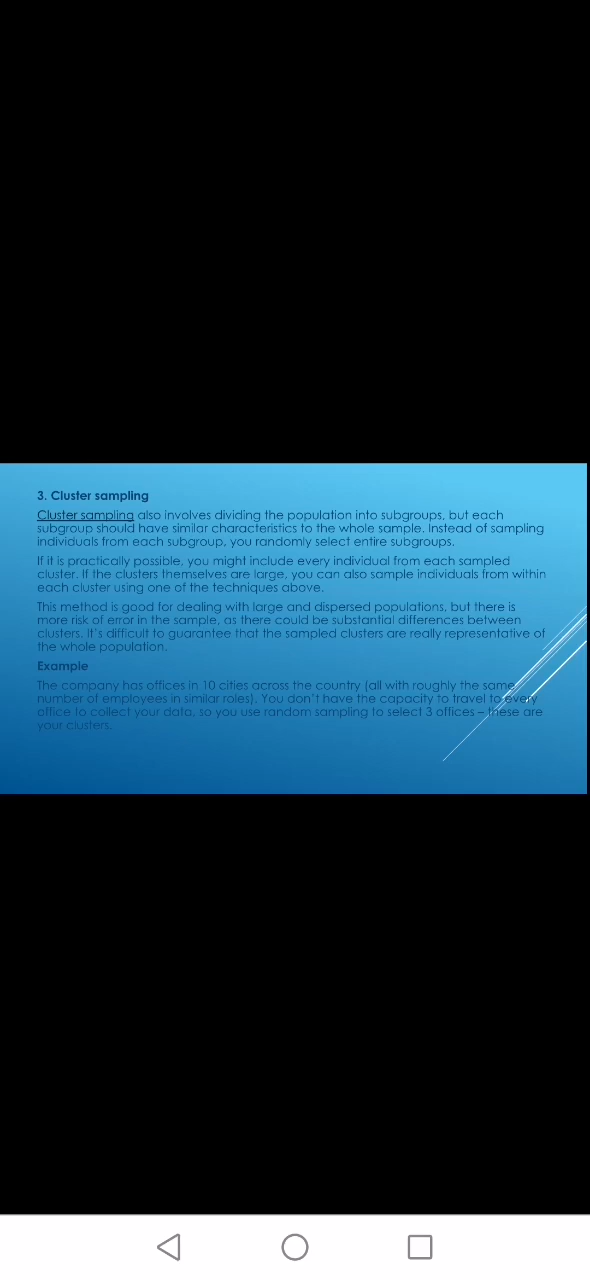 3. Cluster sampling
Cluster sampling also involves dividing the population into subgroups, but each
subgroup should have similar characteristics to the whole sample. Instead of sampling
individuals from each subgroup, you randomly select entire subgroups.
If it is practically possible, you might include every individual from each sampled
cluster. If the clusters themselves are large, you can also sample individuals from within
each cluster using one of the techniques above.
This method is good for dealing with large and dispersed populations, but there is
more risk of error in the sample, as there could be substantial differences between
clusters. It's difficult to guarantee that the sampled clusters are really representative of
the whole population.
Example
The company has offices in 10 cities across the country (all with roughly the same
number of employees in similar roles). You don't have the capacity to travel to every
office to collect your data, so you use random sampling to select 3 offices – these are
your clusters.